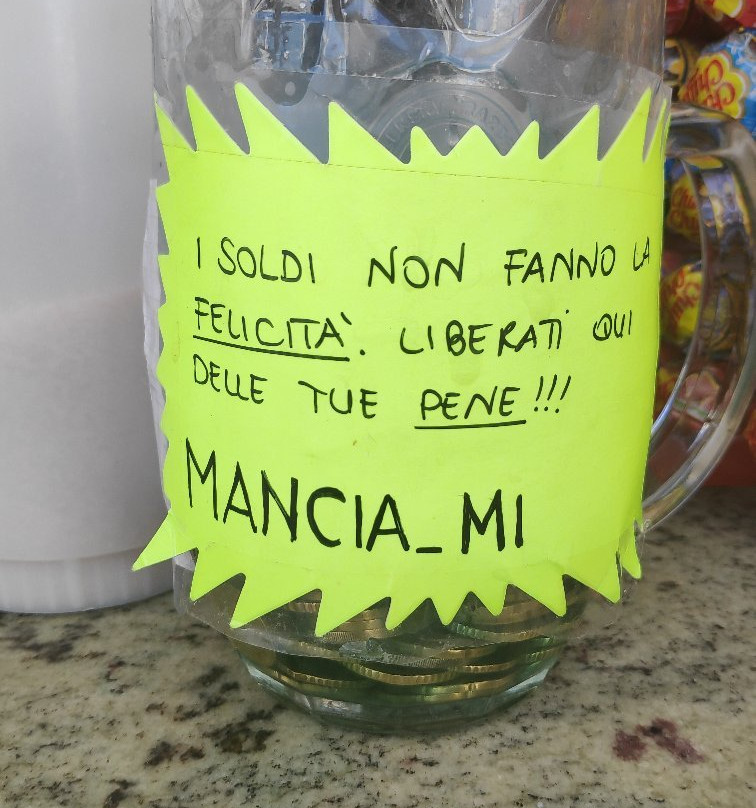 I SOLDI NON FANNO LA
FELICITÀ. LIBERATI QUI
DELLE TUE PENE!!!
MANCIA_MI